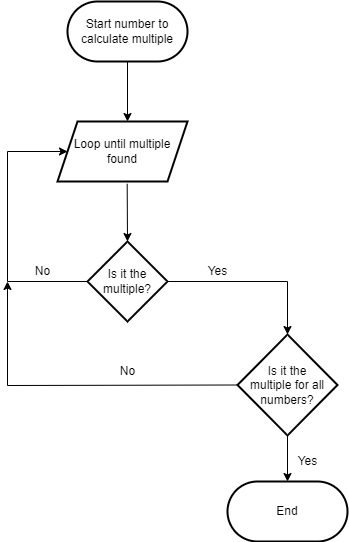 Start number to
calculate multiple
Loop until multiple
found
No
Is it the
multiple?
Yes
No
Is it the
multiple for all
numbers?
Yes
End